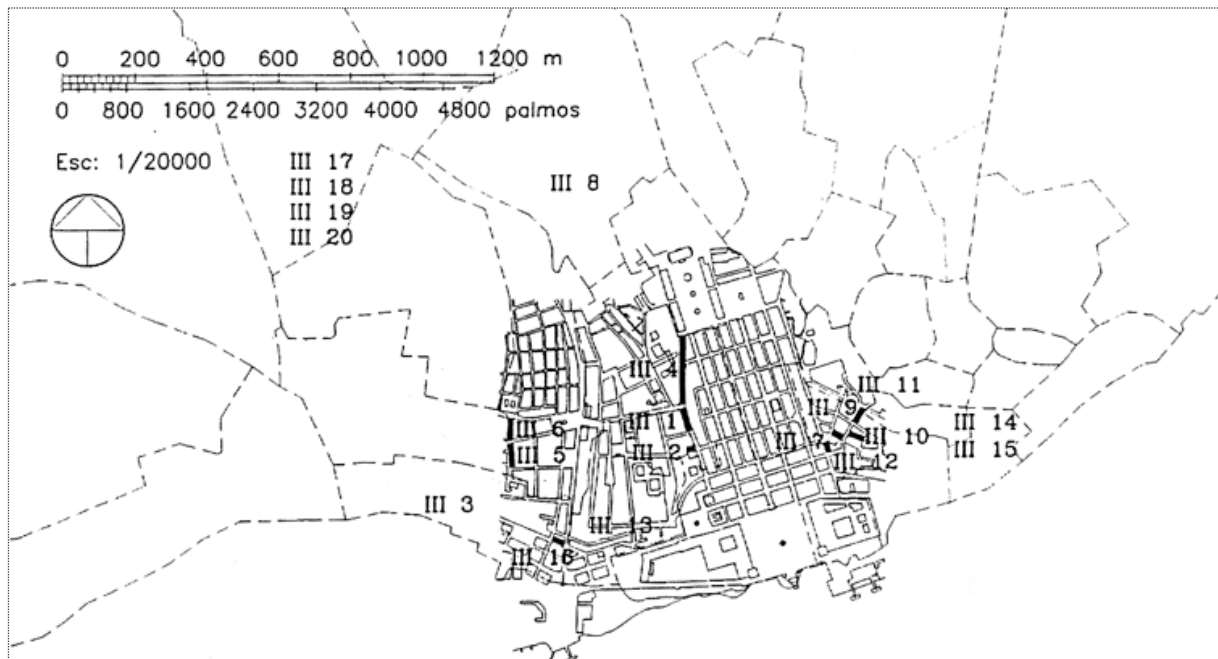 0 200 400 600 800 1000 1200 m
0 800 1600 2400 3200 4000 4800 palmos
Esc: 1/20000
III 17
III 18
III 19
III 20
III 8
III 4
III 11
III 9
III 1
III 14
III 6
III 10
III 7
III 2
III 15
III 5
III 12
III 3
III 13
III 16